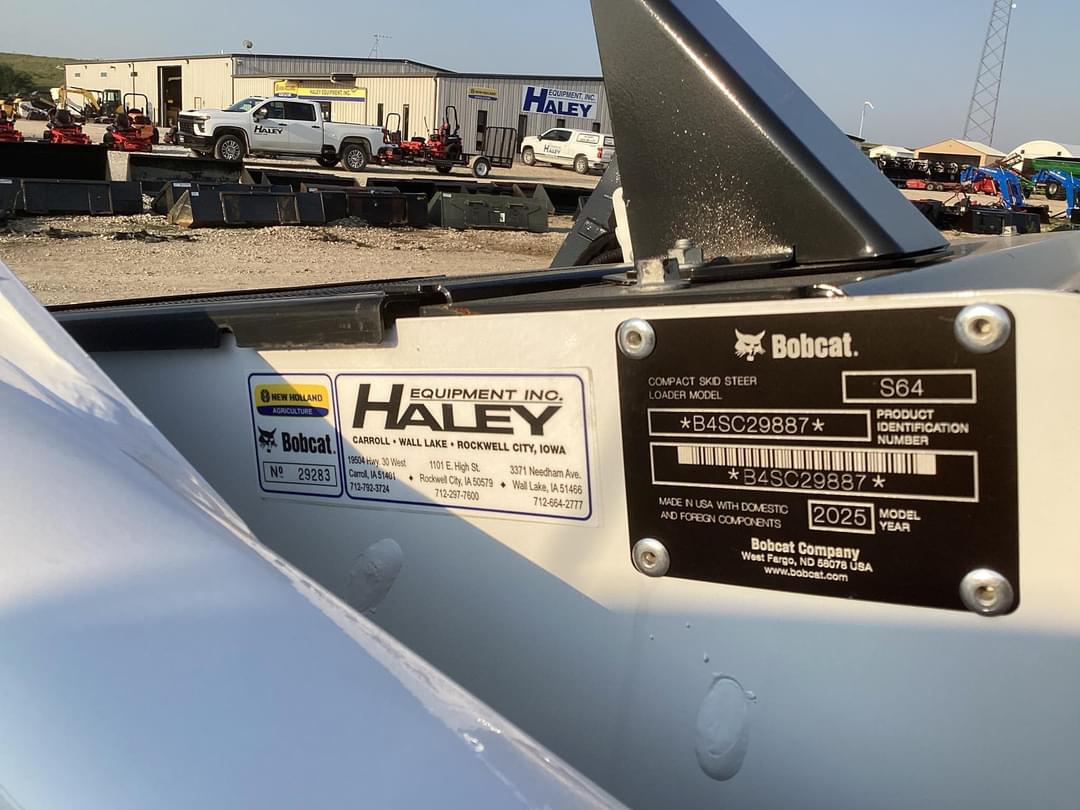 HALEY EQUIPMENT, INC.
EQUIPMENT, INC.
HALEY
HALEY
NEW HOLLAND
AGRICULTURE
Bobcat.
Nº 29283
EQUIPMENT INC.
HALEY
CARROLL • WALL LAKE • ROCKWELL CITY, IOWA
19504 Hwy. 30 West
Carroll, IA 51401
712-792-3724
1101 E. High St.
Rockwell City, IA 50579
712-297-7600
3371 Needham Ave.
Wall Lake, IA 51466
712-664-2777
Bobcat.
COMPACT SKID STEER
LOADER MODEL
S64
*B4SC29887*
PRODUCT
IDENTIFICATION
NUMBER
*B4SC29887*
MADE IN USA WITH DOMESTIC
AND FOREIGN COMPONENTS
2025
MODEL
YEAR
Bobcat Company
West Fargo, ND 58078 USA
www.bobcat.com